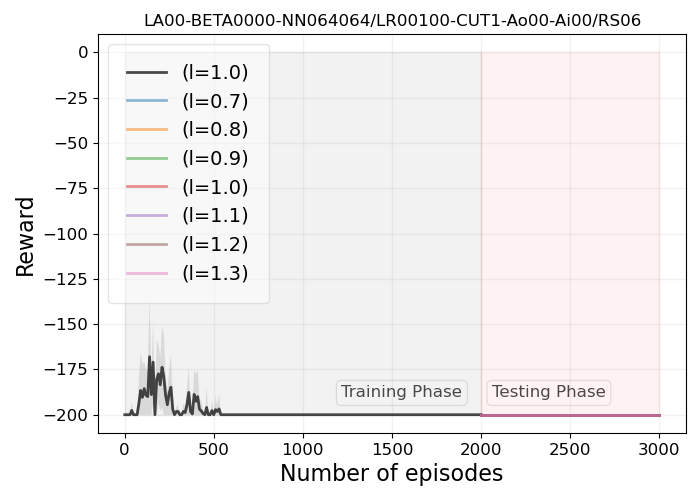 LA00-BETA0000-NN064064/LR00100-CUT1-Ao00-Ai00/RS06
0
−25
−50
−75
−100
−125
−150
−175
−200
Reward
(l=1.0)
(l=0.7)
(l=0.8)
(l=0.9)
(l=1.0)
(l=1.1)
(l=1.2)
(l=1.3)
Training Phase
Testing Phase
0
500
1000
1500
2000
2500
3000
Number of episodes